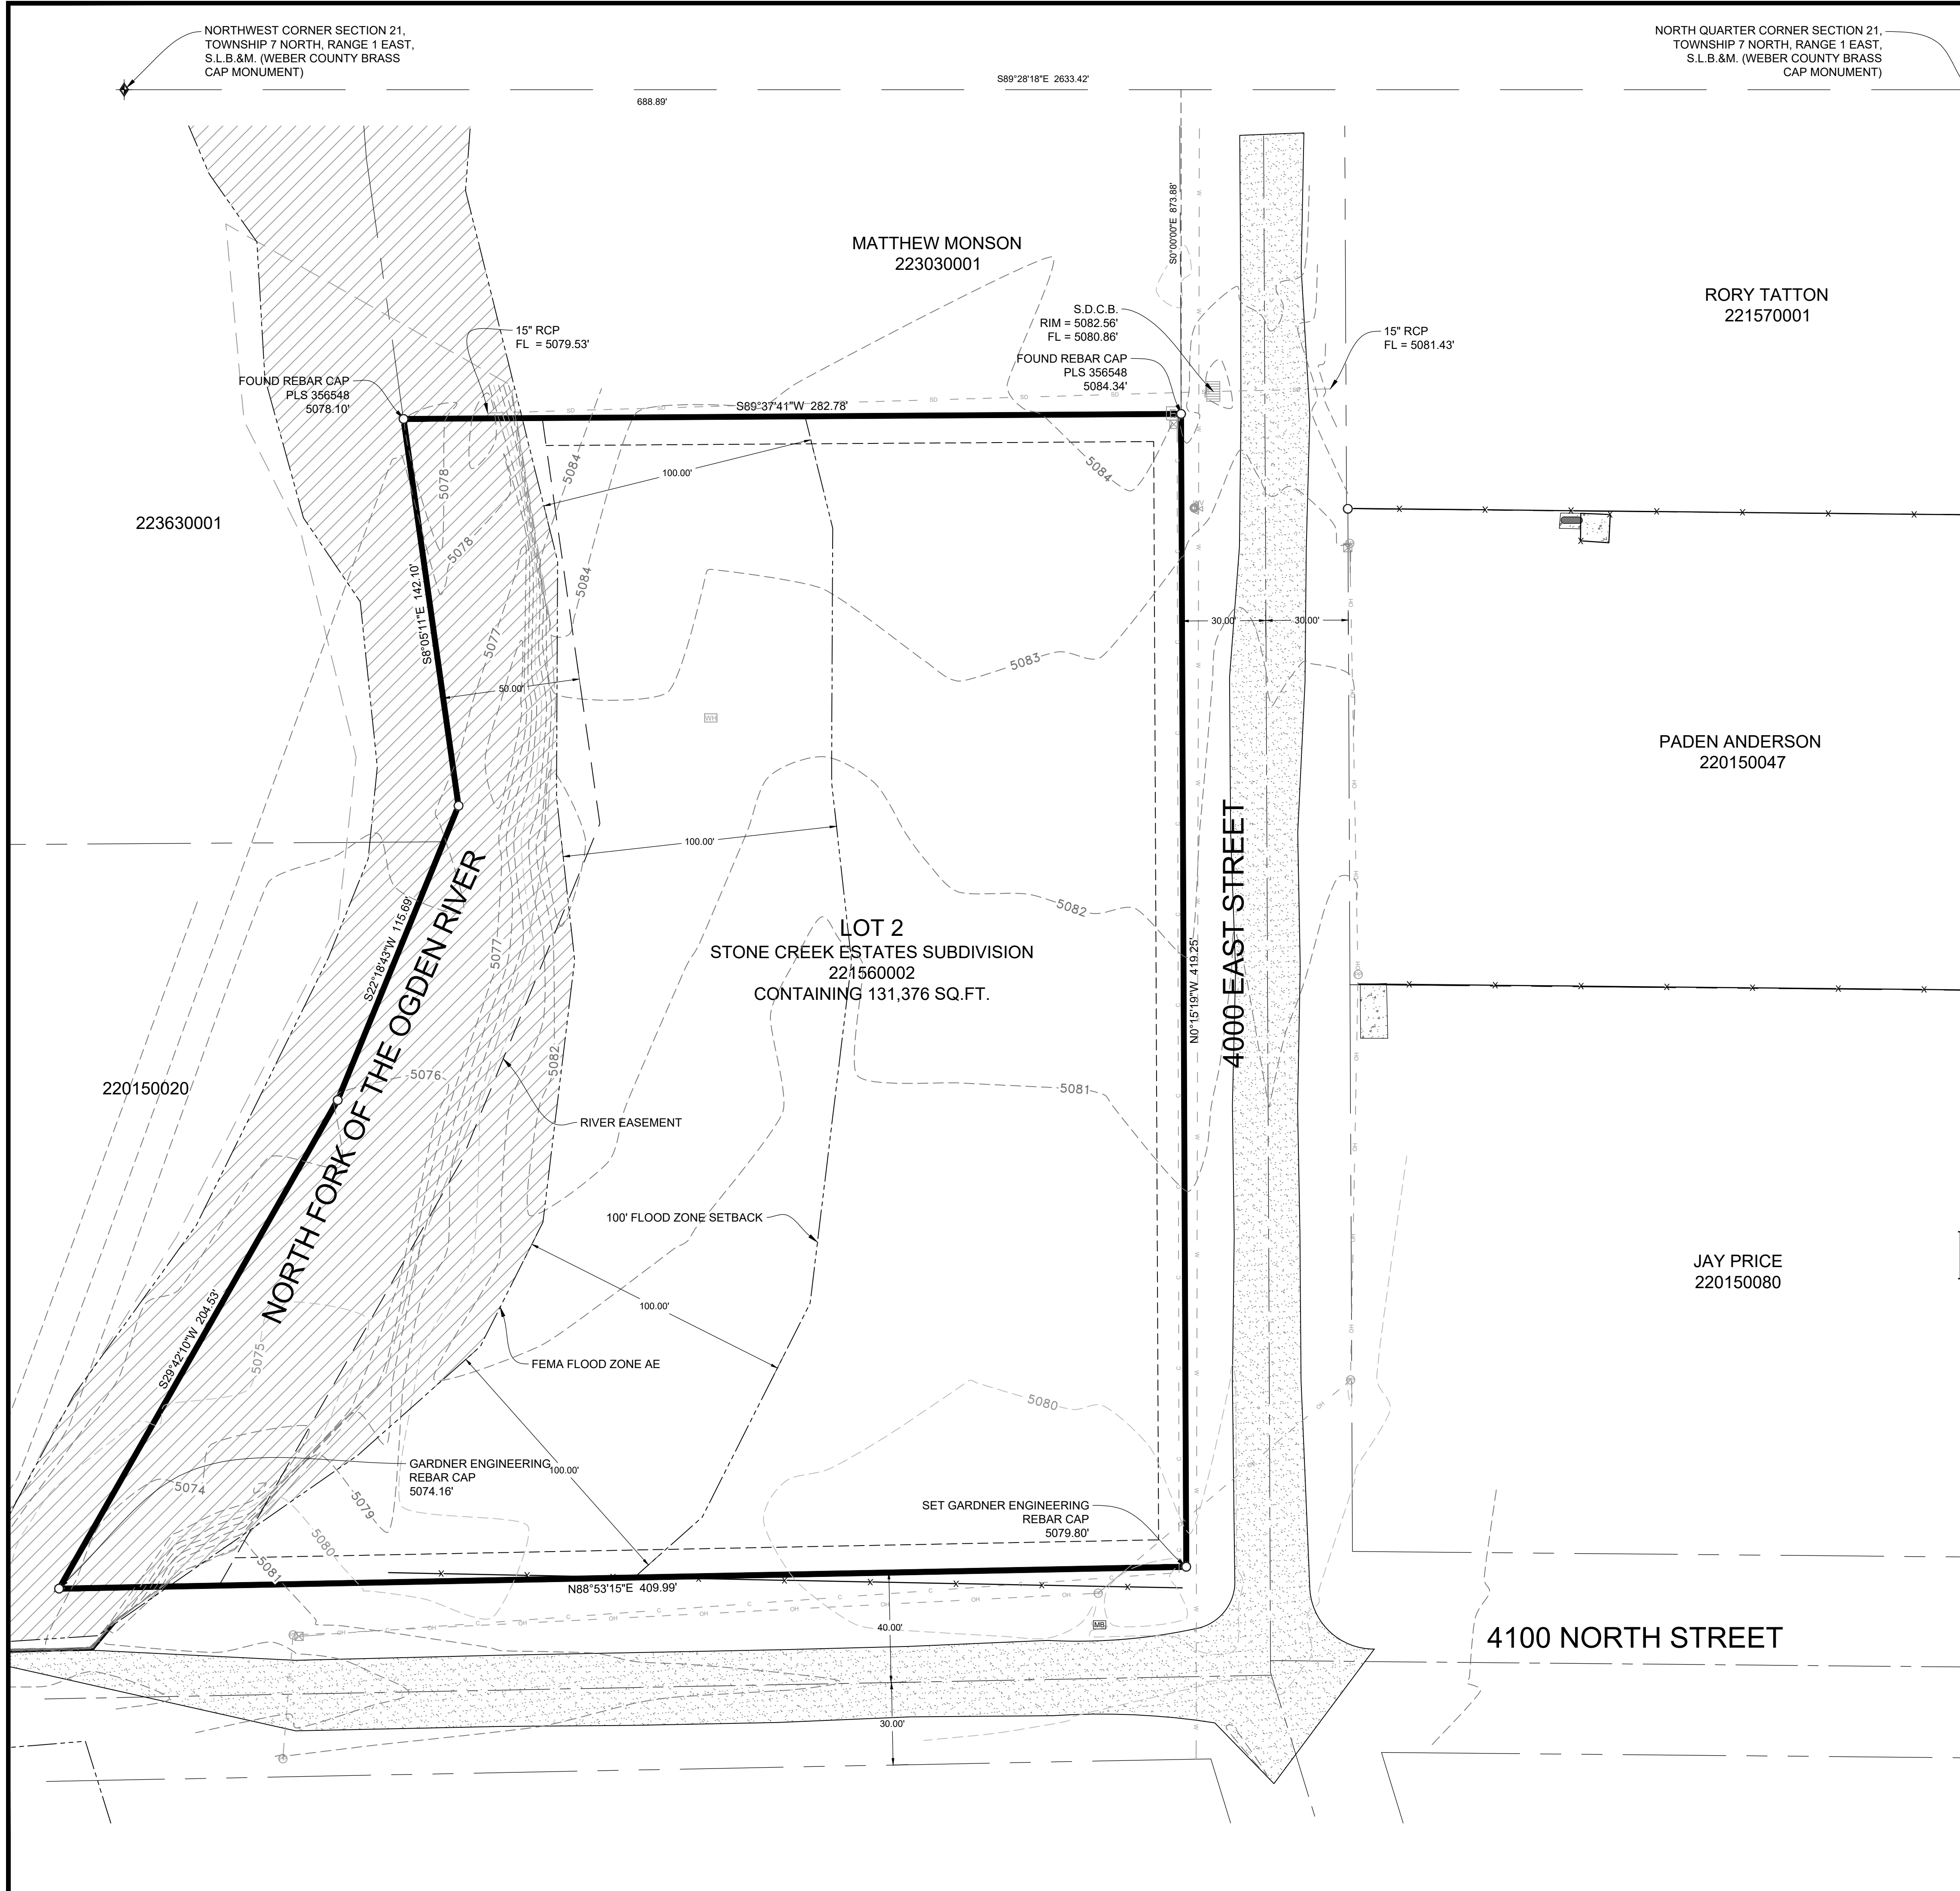 NORTHWEST CORNER SECTION 21,
TOWNSHIP 7 NORTH, RANGE 1 EAST,
S.L.B.&M. (WEBER COUNTY BRASS
CAP MONUMENT)
NORTH QUARTER CORNER SECTION 21,
TOWNSHIP 7 NORTH, RANGE 1 EAST,
S.L.B.&M. (WEBER COUNTY BRASS
CAP MONUMENT)
S89°28'18"E 2633.42'
688.89'
S0°00'00"E 873.88'
MATTHEW MONSON
223030001
RORY TATTON
221570001
S.D.C.B.
RIM = 5082.56'
FL = 5080.86'
15" RCP
FL = 5079.53'
15" RCP
FL = 5081.43'
FOUND REBAR CAP
PLS 356548
5078.10'
FOUND REBAR CAP
PLS 356548
5084.34'
SD
SD
SD
SD
SD
SD
S89°37'41"W 282.78'
5084
5084
100.00'
5078
223630001
5078
5084
S8°05'11"E 142.10'
30.00'
30.00'
5077
5083
50.00'
WH
PADEN ANDERSON
220150047
100.00'
4000 EAST STREET
NORTH FORK OF THE OGDEN RIVER
S22°18'43"W 115.69'
5082
LOT 2
STONE CREEK ESTATES SUBDIVISION
221560002
CONTAINING 131,376 SQ.FT.
5077
N0°15'19"W 419.25'
5082
5076
5081
220150020
RIVER EASEMENT
100' FLOOD ZONE SETBACK
JAY PRICE
220150080
100.00'
S29°42'10"W 204.53'
5075
FEMA FLOOD ZONE AE
5080
GARDNER ENGINEERING
REBAR CAP
5074.16'
100.00'
5074
5079
SET GARDNER ENGINEERING
REBAR CAP
5079.80'
5080
5081
N88°53'15"E 409.99'
40.00'
MB
4100 NORTH STREET
30.00'